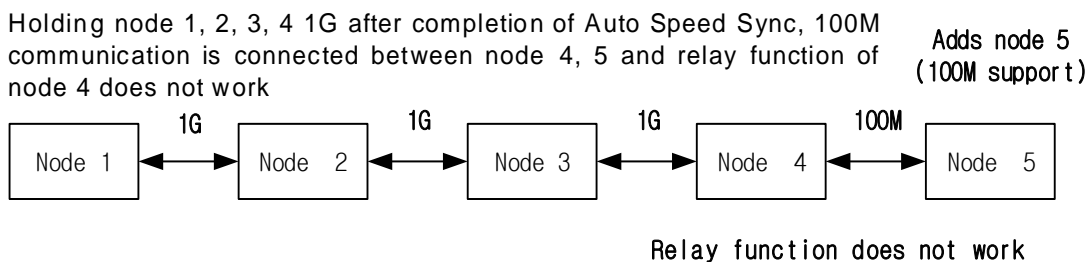 Holding node 1, 2, 3, 4 1G after completion of Auto Speed Sync, 100M
communication is connected between node 4, 5 and relay function of
node 4 does not work
Adds node 5
(100M support)
1G 1G 1G 100M
Node 1 Node 2 Node 3 Node 4 Node 5
Relay function does not work